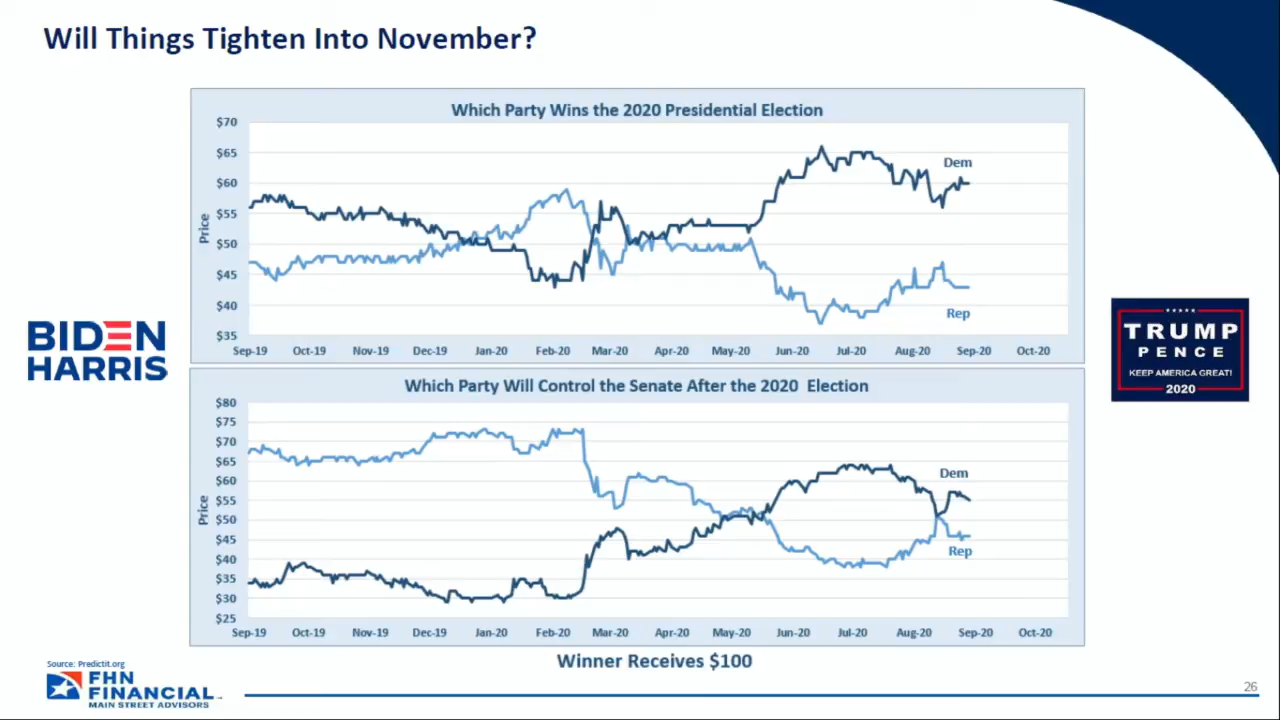 Will Things Tighten Into November?
Which Party Wins the 2020 Presidential Election
$70
$65
$60
$55
$50
$45
$40
$35
Price
Dem
Rep
Sep-19 Oct-19 Nov-19 Dec-19 Jan-20 Feb-20 Mar-20 Apr-20 May-20 Jun-20 Jul-20 Aug-20 Sep-20 Oct-20
BIDEN
HARRIS
TRUMP
PENCE
KEEP AMERICA GREAT!
2020
Which Party Will Control the Senate After the 2020 Election
$80
$75
$70
$65
$60
$55
$50
$45
$40
$35
$30
$25
Price
Dem
Rep
Sep-19 Oct-19 Nov-19 Dec-19 Jan-20 Feb-20 Mar-20 Apr-20 May-20 Jun-20 Jul-20 Aug-20 Sep-20 Oct-20
Winner Receives $100
Source: Predictit.org
FHN
FINANCIAL
MAIN STREET ADVISORS
26